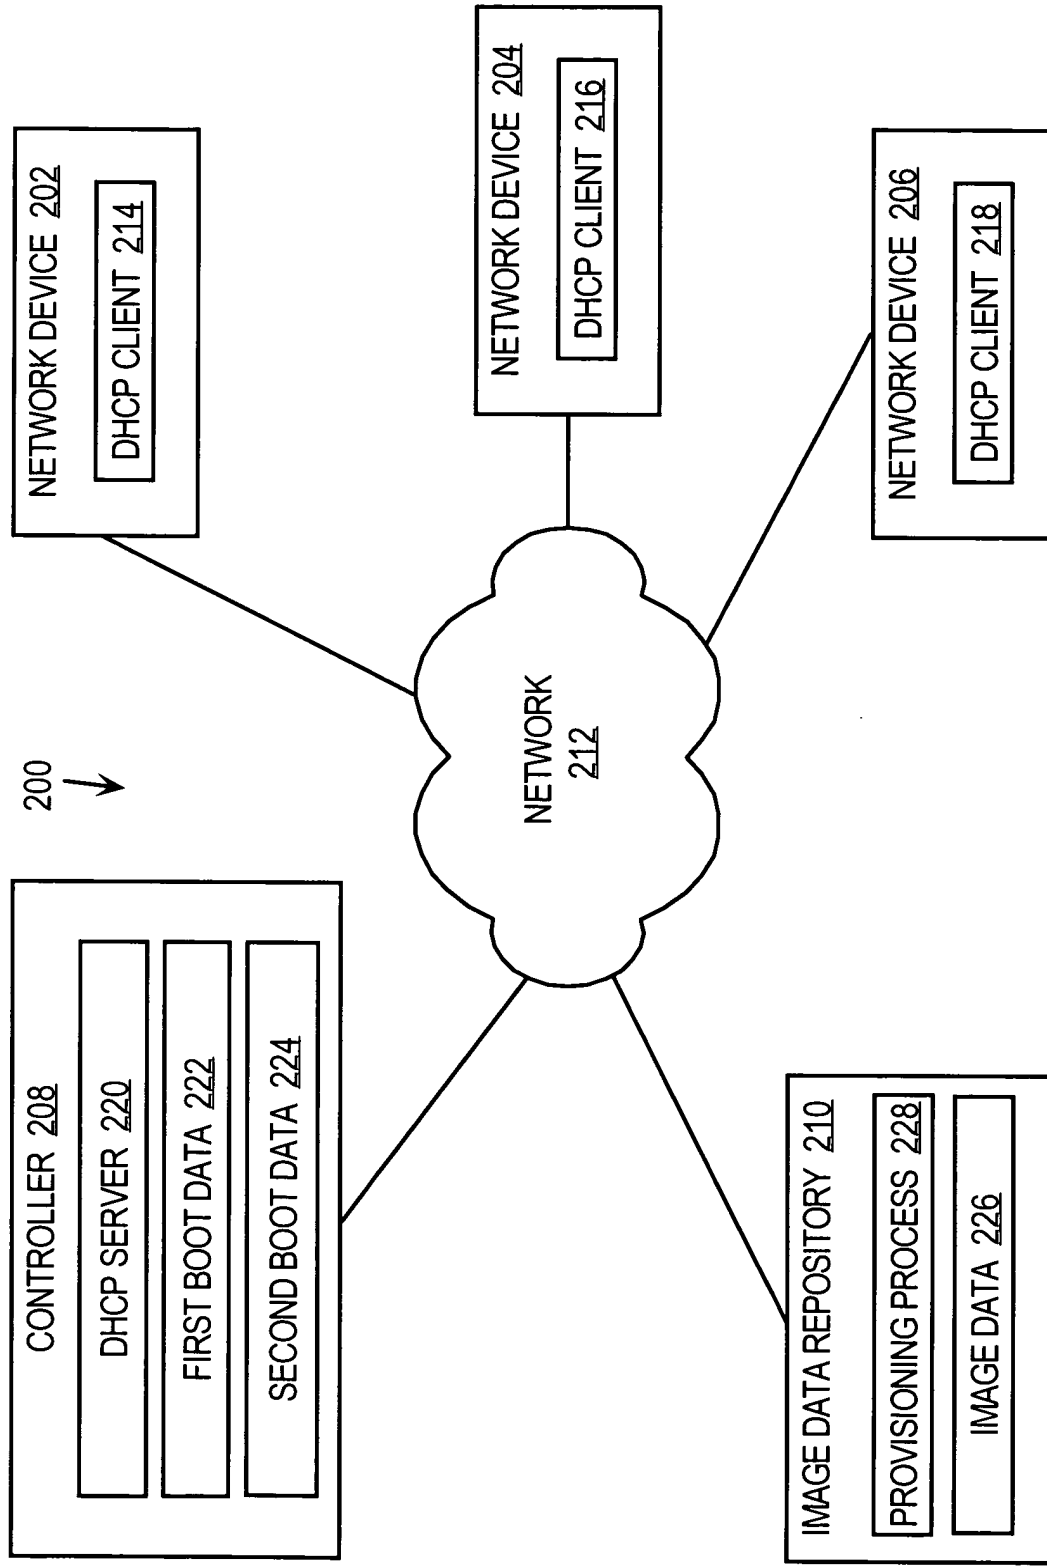 200
CONTROLLER 208
DHCP SERVER 220
FIRST BOOT DATA 222
SECOND BOOT DATA 224
NETWORK DEVICE 202
DHCP CLIENT 214
NETWORK
212
NETWORK DEVICE 204
DHCP CLIENT 216
IMAGE DATA REPOSITORY 210
PROVISIONING PROCESS 228
IMAGE DATA 226
NETWORK DEVICE 206
DHCP CLIENT 218